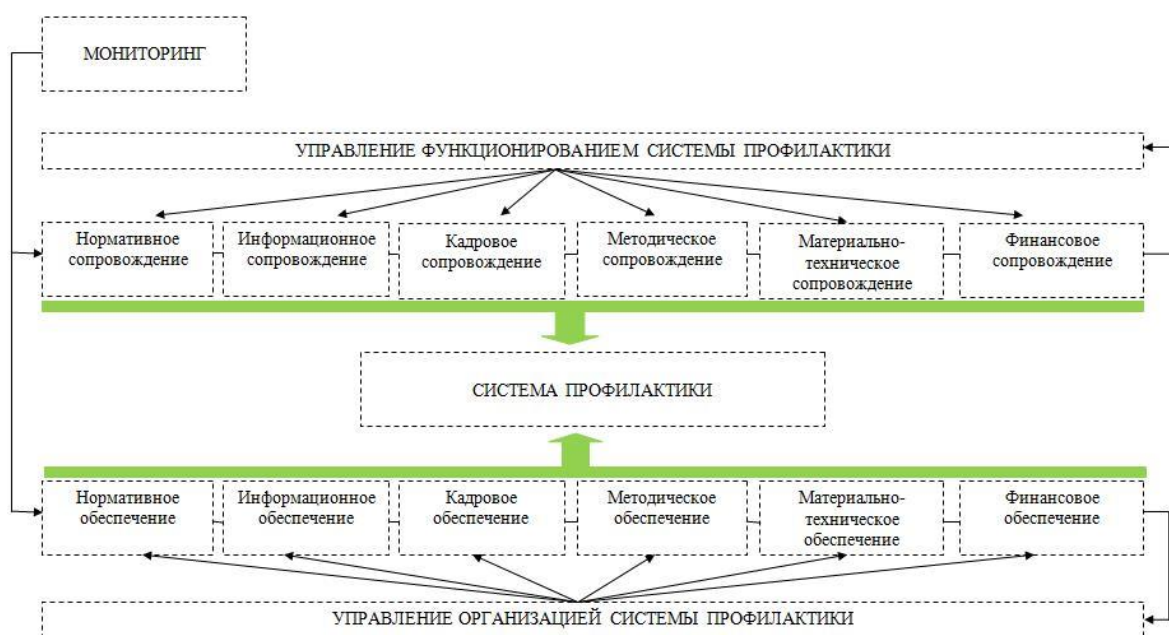 МОНИТОРИНГ
УПРАВЛЕНИЕ ФУНКЦИОНИРОВАНИЕМ СИСТЕМЫ ПРОФИЛАКТИКИ
Нормативное
сопровождение
Информационное
сопровождение
Кадровое
сопровождение
Методическое
сопровождение
Материально-
техническое
сопровождение
Финансовое
сопровождение
СИСТЕМА ПРОФИЛАКТИКИ
Нормативное
обеспечение
Информационное
обеспечение
Кадровое
обеспечение
Методическое
обеспечение
Материально-
техническое
обеспечение
Финансовое
обеспечение
УПРАВЛЕНИЕ ОРГАНИЗАЦИЕЙ СИСТЕМЫ ПРОФИЛАКТИКИ